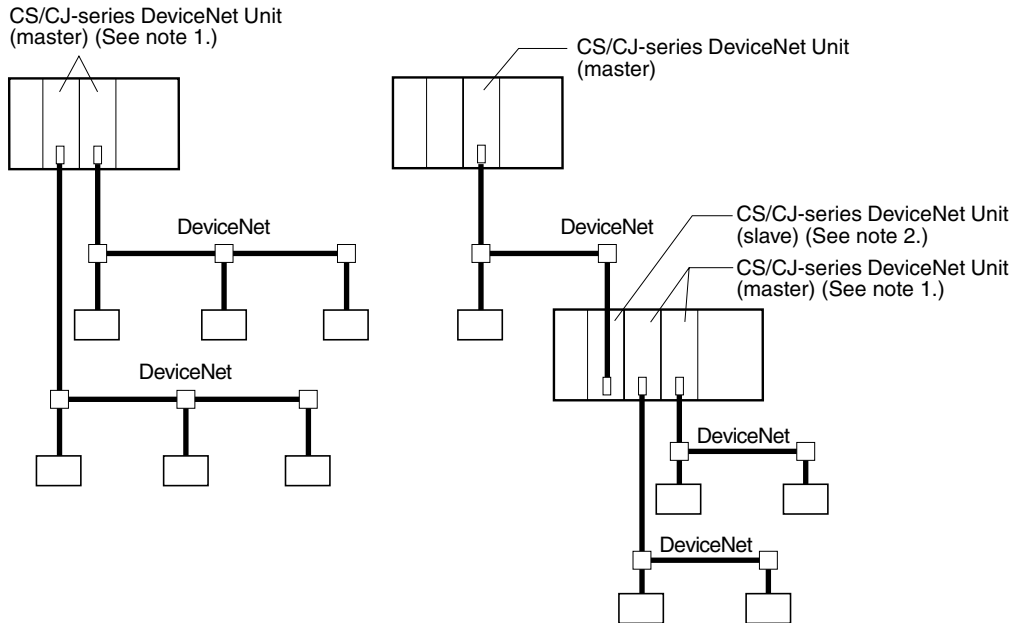 CS/CJ-series DeviceNet Unit
(master) (See note 1.)
DeviceNet
DeviceNet
CS/CJ-series DeviceNet Unit
(master)
DeviceNet
CS/CJ-series DeviceNet Unit
(slave) (See note 2.)
CS/CJ-series DeviceNet Unit
(master) (See note 1.)
DeviceNet
DeviceNet